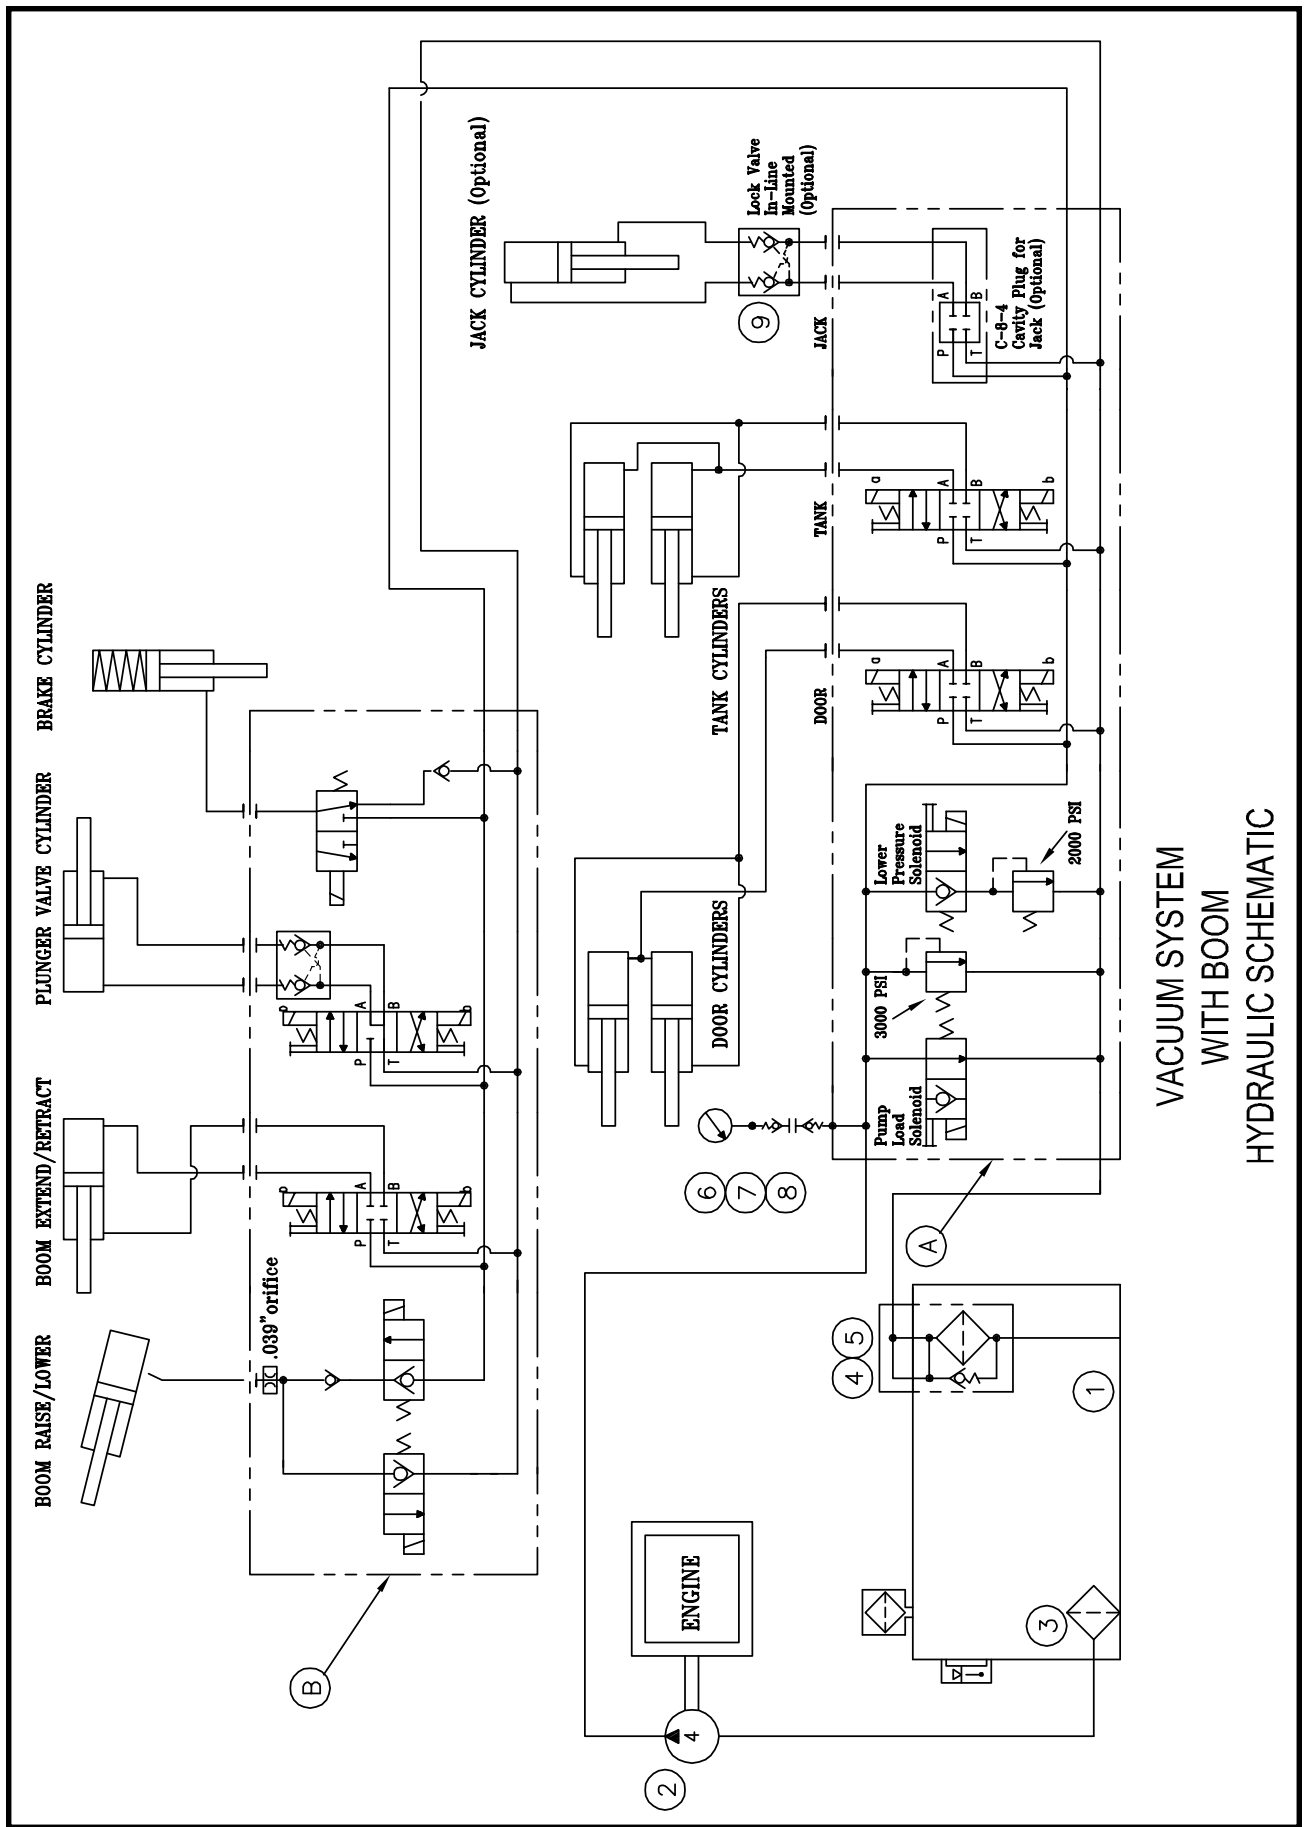 BOOM RAISE/LOWER
BOOM EXTEND/RETRACT
PLUNGER VALVE CYLINDER
BRAKE CYLINDER
.039"orifice
P
T
A
B
b
b
P
T
A
B
b
b
B
JACK CYLINDER (Optional)
Lock Valve
In-Line
Mounted
(Optional)
9
ENGINE
4
2
DOOR CYLINDERS
TANK CYLINDERS
6
7
8
DOOR
TANK
JACK
Pump
Load
Solenoid
3000 PSI
Lower
Pressure
Solenoid
2000 PSI
a
P
T
A
B
b
a
P
T
A
B
b
P
T
A
B
C-8-4
Cavity Plug for
Jack (Optional)
A
4
5
1
3
VACUUM SYSTEM
WITH BOOM
HYDRAULIC SCHEMATIC